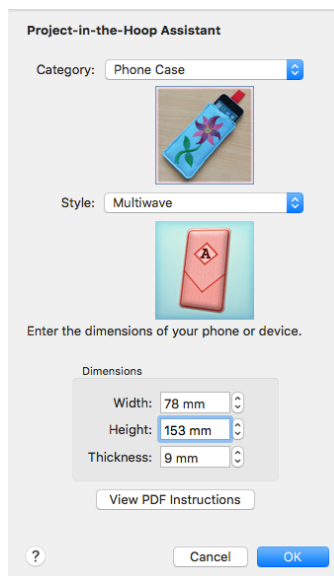 Project-in-the-Hoop Assistant
Category: Phone Case
Style: Multiwave
A
Enter the dimensions of your phone or device.
Dimensions
Width: 78 mm
Height: 153 mm
Thickness: 9 mm
View PDF Instructions
? Cancel OK